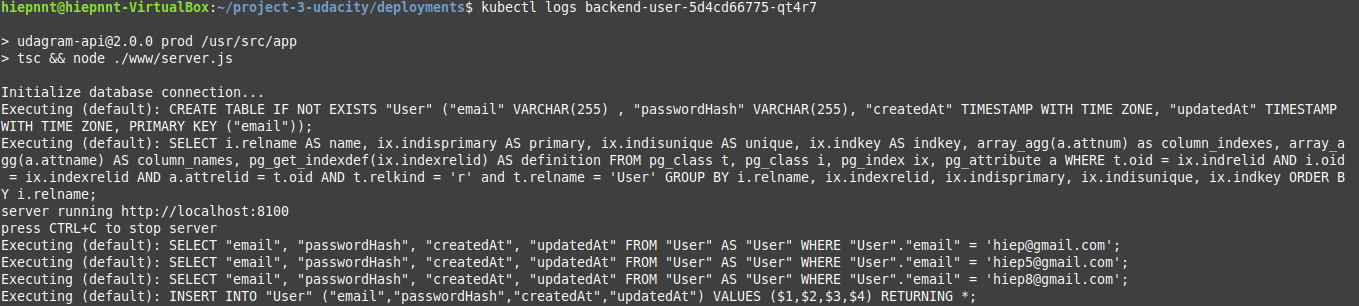 hiepnnt@hiepnnt-VirtualBox:~/project-3-udacity/deployments$ kubectl logs backend-user-5d4cd66775-qt4r7
> udagram-api@2.0.0 prod /usr/src/app
> tsc && node ./www/server.js
Initialize database connection...
Executing (default): CREATE TABLE IF NOT EXISTS "User" ("email" VARCHAR(255) , "passwordHash" VARCHAR(255), "createdAt" TIMESTAMP WITH TIME ZONE, "updatedAt" TIMESTAMP
WITH TIME ZONE, PRIMARY KEY ("email"));
Executing (default): SELECT i.relname AS name, ix.indisprimary AS primary, ix.indisunique AS unique, ix.indkey AS indkey, array_agg(a.attnum) as column_indexes, array_a
gg(a.attname) AS column_names, pg_get_indexdef(ix.indexrelid) AS definition FROM pg_class t, pg_class i, pg_index ix, pg_attribute a WHERE t.oid = ix.indrelid AND i.oid
 = ix.indexrelid AND a.attrelid = t.oid AND t.relkind = 'r' and t.relname = 'User' GROUP BY i.relname, ix.indexrelid, ix.indisprimary, ix.indisunique, ix.indkey ORDER B
Y i.relname;
server running http://localhost:8100
press CTRL+C to stop server
Executing (default): SELECT "email", "passwordHash", "createdAt", "updatedAt" FROM "User" AS "User" WHERE "User"."email" = 'hiep@gmail.com';
Executing (default): SELECT "email", "passwordHash", "createdAt", "updatedAt" FROM "User" AS "User" WHERE "User"."email" = 'hiep5@gmail.com';
Executing (default): SELECT "email", "passwordHash", "createdAt", "updatedAt" FROM "User" AS "User" WHERE "User"."email" = 'hiep8@gmail.com';
Executing (default): INSERT INTO "User" ("email","passwordHash","createdAt","updatedAt") VALUES ($1,$2,$3,$4) RETURNING *;